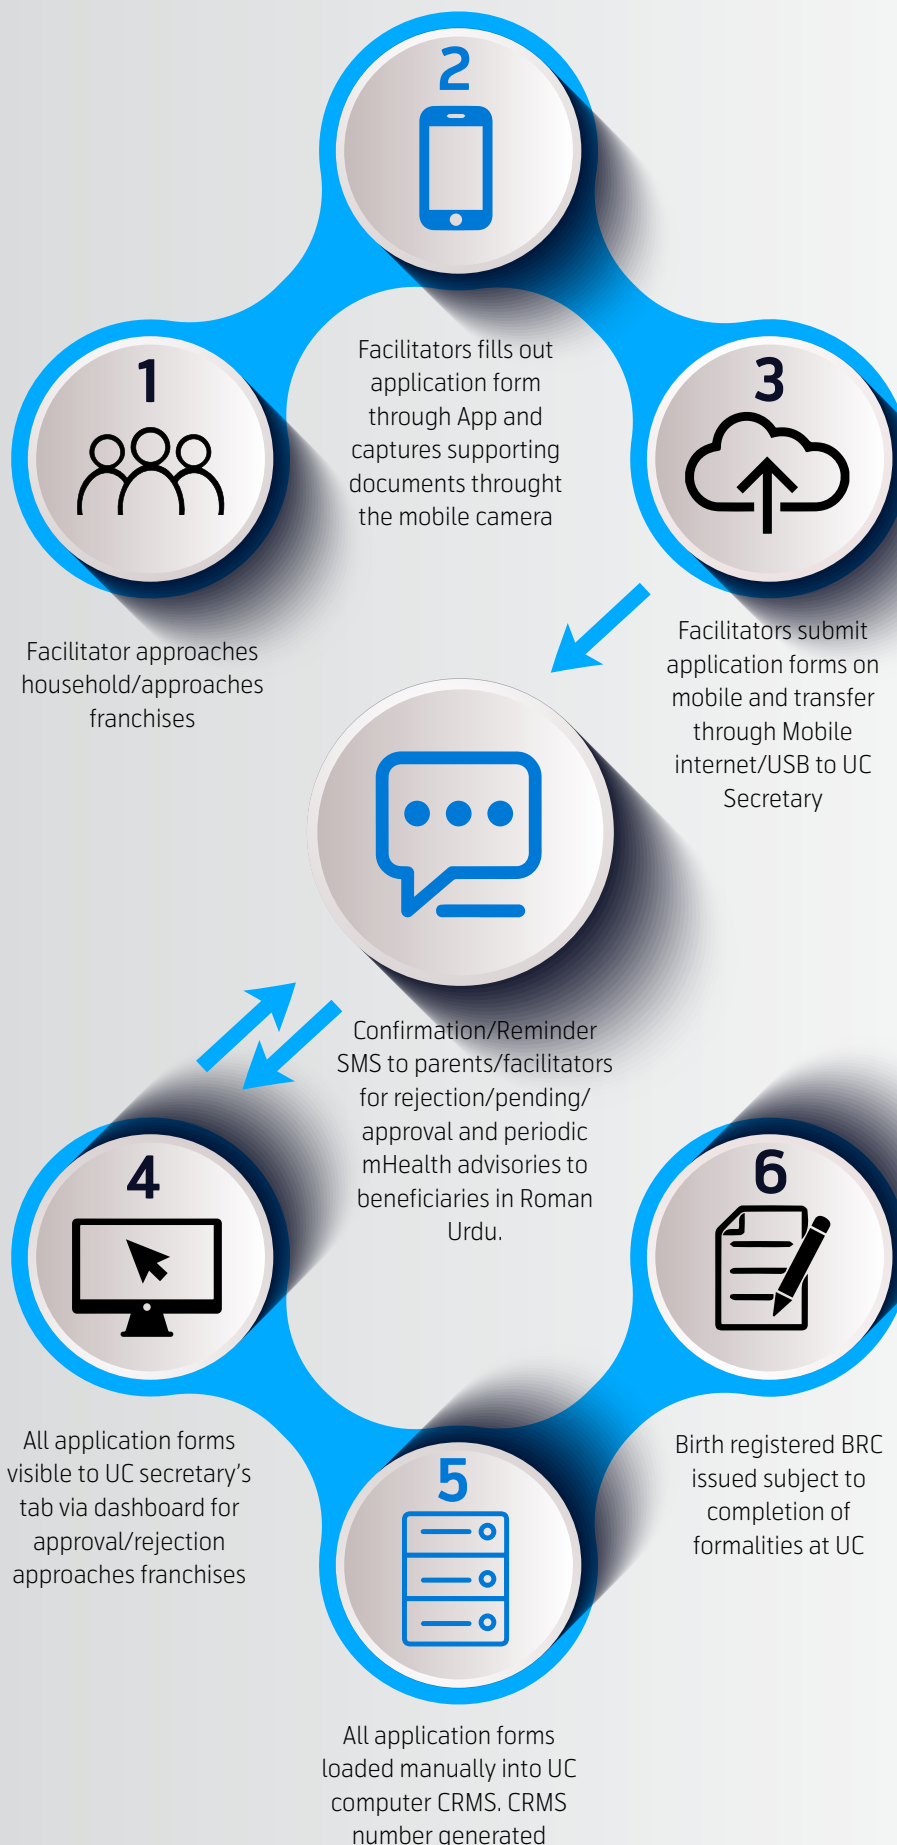 1
Facilitator approaches
household/approaches
franchises
2
Facilitators fills out
application form
through App and
captures supporting
documents throught
the mobile camera
3
Facilitators submit
application forms on
mobile and transfer
through Mobile
internet/USB to UC
Secretary
Confirmation/Reminder
SMS to parents/facilitators
for rejection/pending/
approval and periodic
mHealth advisories to
beneficiaries in Roman
Urdu.
4
All application forms
visible to UC secretary’s
tab via dashboard for
approval/rejection
approaches franchises
5
All application forms
loaded manually into UC
computer CRMS. CRMS
number generated
6
Birth registered BRC
issued subject to
completion of
formalities at UC